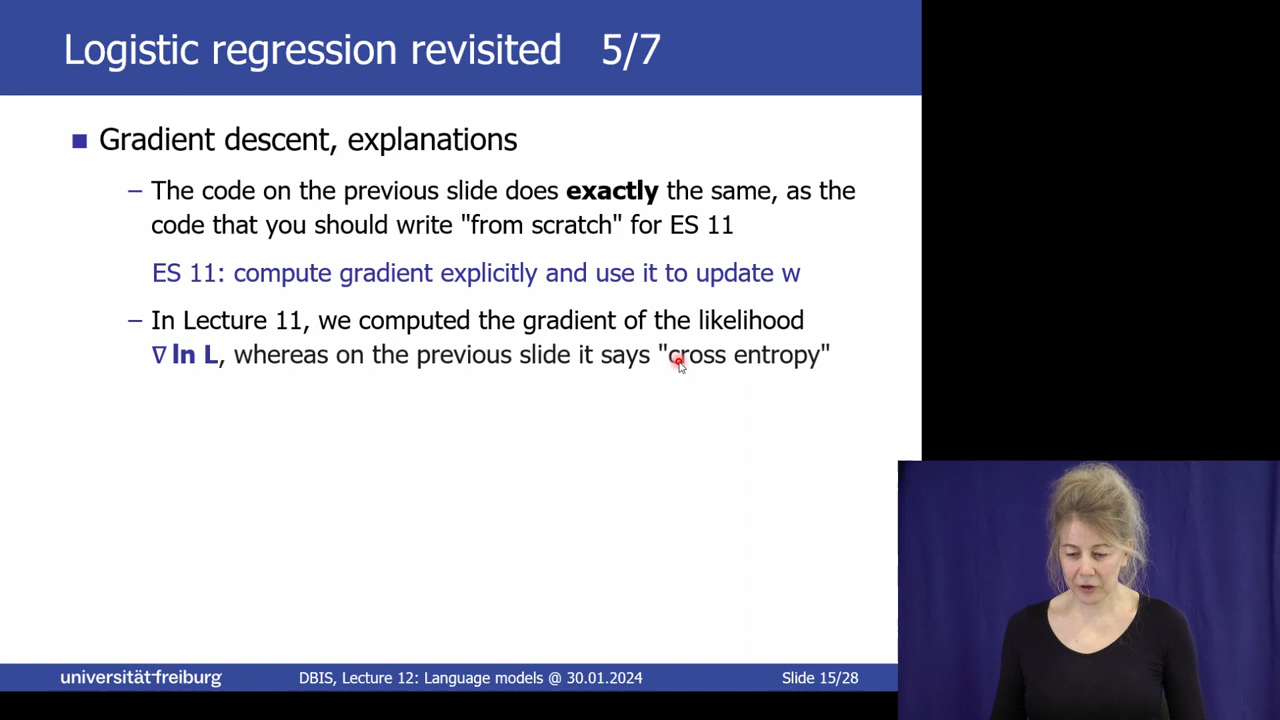 Logistic regression revisited 5/7
Gradient descent, explanations
– The code on the previous slide does exactly the same, as the
code that you should write "from scratch" for ES 11
ES 11: compute gradient explicitly and use it to update w
– In Lecture 11, we computed the gradient of the likelihood
∇ ln L, whereas on the previous slide it says "cross entropy"
universität freiburg
DBIS, Lecture 12: Language models @ 30.01.2024
Slide 15/28